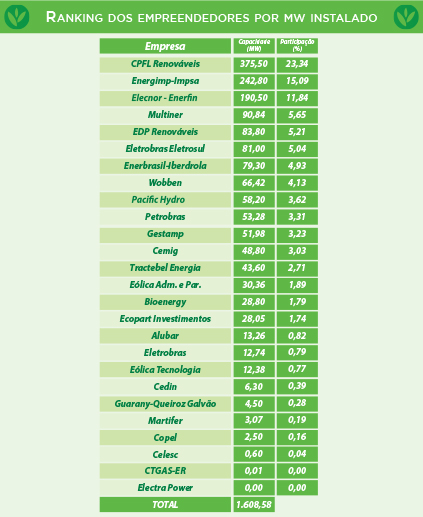 Ranking dos empreendedores por mw instalado
Empresa Capacidade (MW) Participação (%)
CPFL Renováveis 375,50 23,34
Energimp-Impsa 242,80 15,09
Elecnor - Enerfin 190,50 11,84
Multiner 90,84 5,65
EDP Renováveis 83,80 5,21
Eletrobras Eletrosul 81,00 5,04
Enerbrasil-Iberdrola 79,30 4,93
Wobben 66,42 4,13
Pacific Hydro 58,20 3,62
Petrobras 53,28 3,31
Gestamp 51,98 3,23
Cemig 48,80 3,03
Tractebel Energia 43,60 2,71
Eólica Adm. e Par. 30,36 1,89
Bioenergy 28,80 1,79
Ecopart Investimentos 28,05 1,74
Alubar 13,26 0,82
Eletrobras 12,74 0,79
Eólica Tecnologia 12,38 0,77
Cedin 6,30 0,39
Guarany-Queiroz Galvão 4,50 0,28
Martifer 3,07 0,19
Copel 2,50 0,16
Celesc 0,60 0,04
CTGAS-ER 0,01 0,00
Electra Power 0,00 0,00
TOTAL 1.608,58